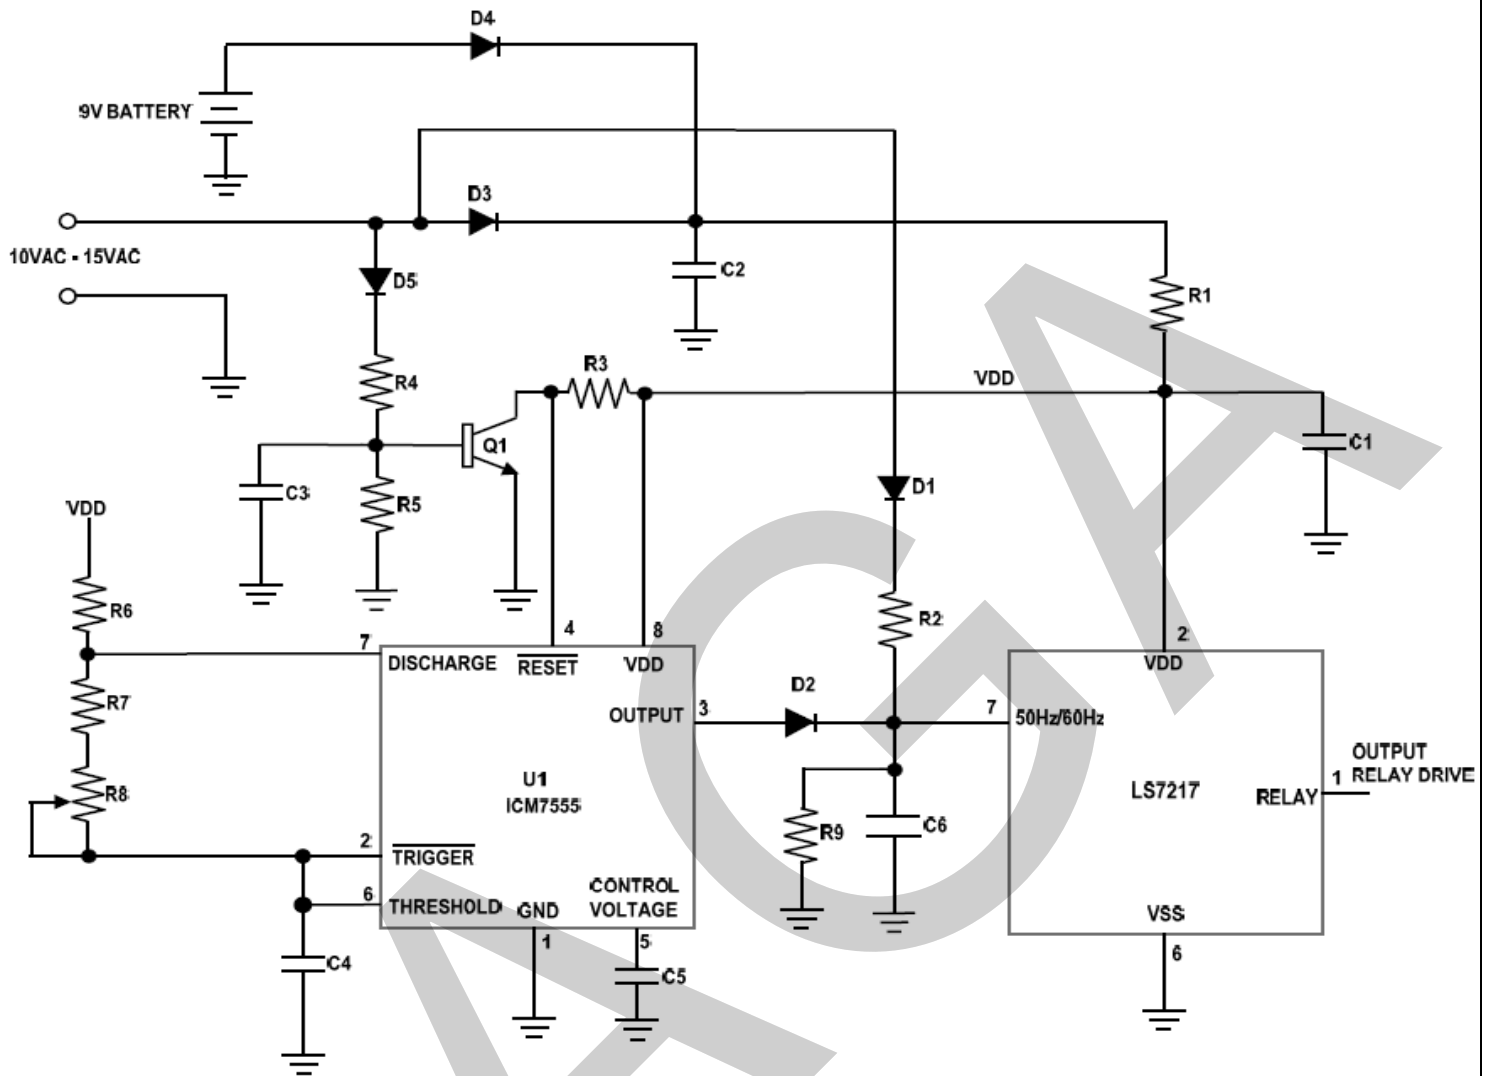 D4
9V BATTERY
D3
10VAC - 15VAC
D5
C2
R1
R3
R4
VDD
Q1
C1
C3
R5
D1
VDD
R6
R2
4
8
2
7
DISCHARGE
RESET
VDD
VDD
R7
D2
OUTPUT
3
7
50Hz/60Hz
U1
ICM7555
R8
LS7217
OUTPUT
RELAY DRIVE
1
RELAY
R9
C6
2
TRIGGER
6
THRESHOLD
GND
CONTROL
VOLTAGE
VSS
1
5
6
C4
C5
AGA